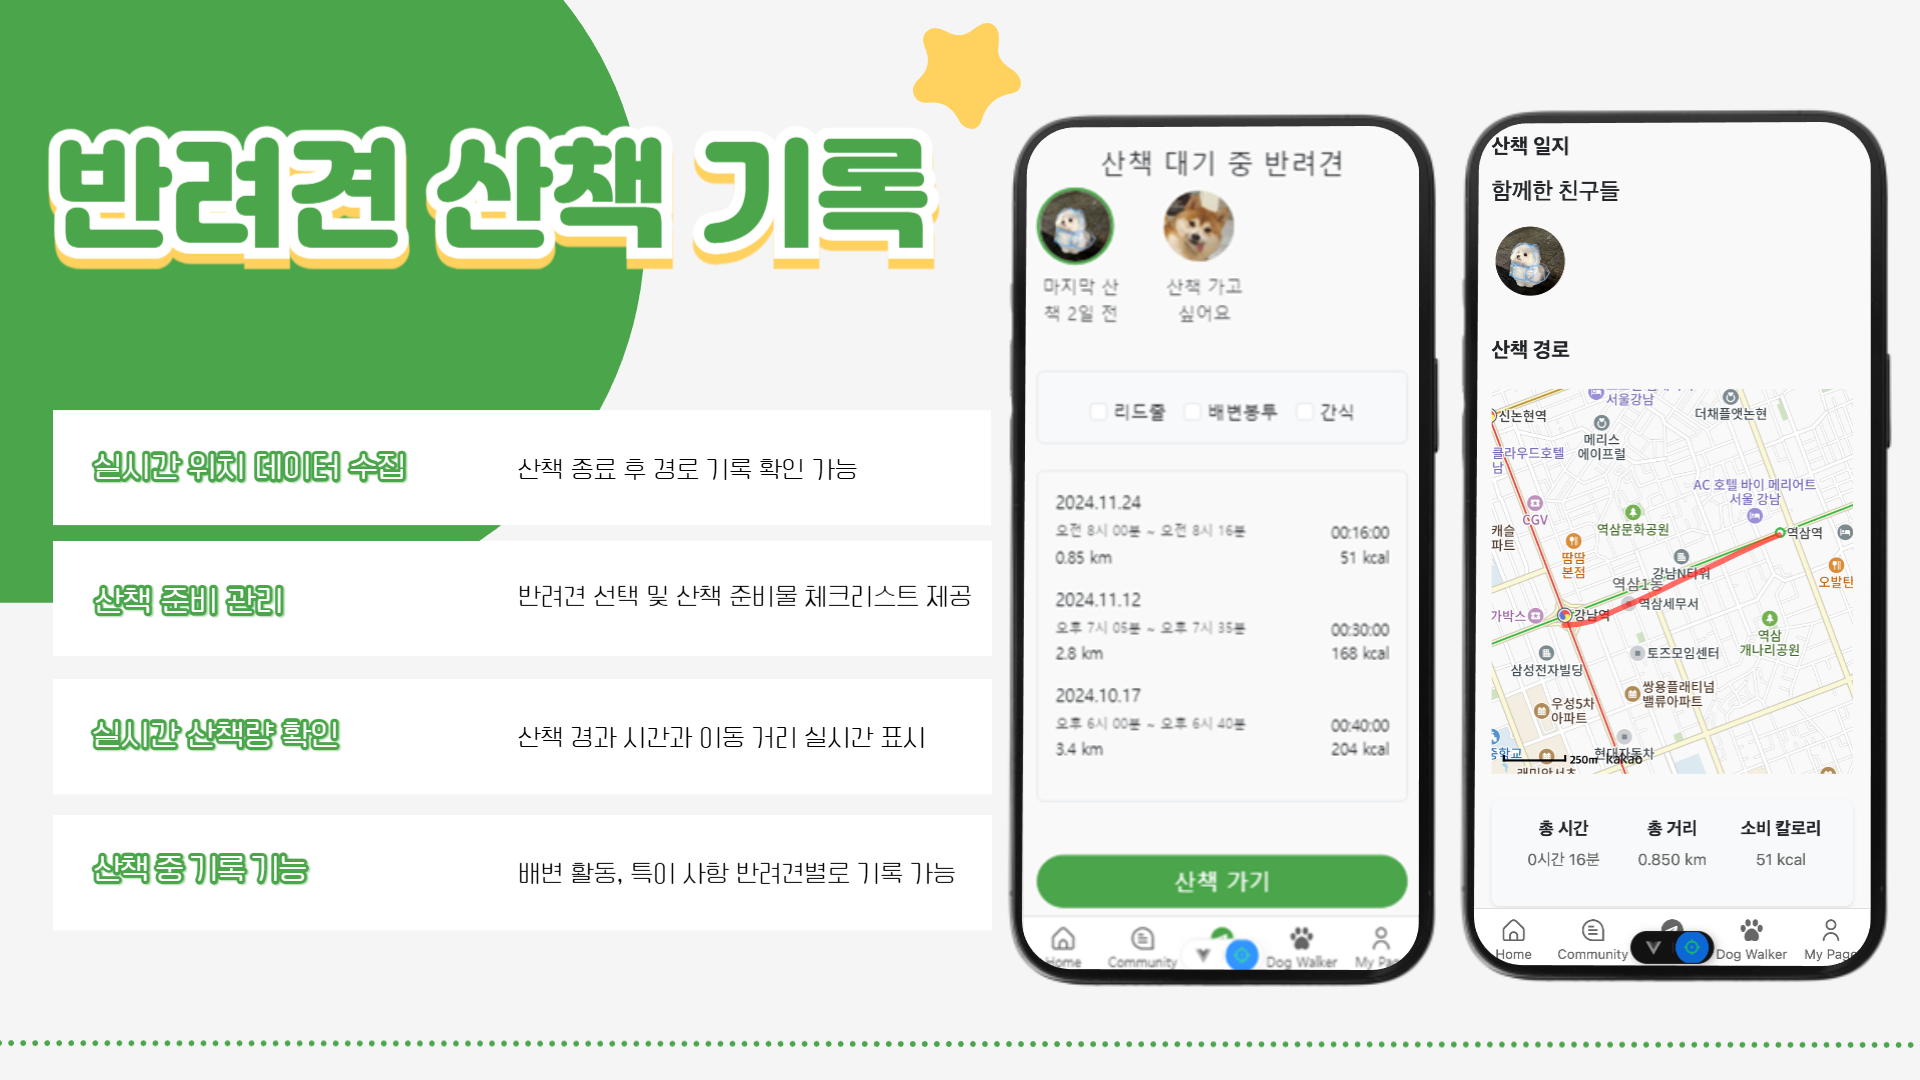 반려견 산책 기록
실시간 위치 데이터 수집
산책 종료 후 경로 기록 확인 가능
산책 준비 관리
반려견 선택 및 산책 준비물 체크리스트 제공
실시간 산책량 확인
산책 경과 시간과 이동 거리 실시간 표시
산책 중 기록 기능
배변 활동, 특이 사항 반려견별로 기록 가능
산책 대기 중 반려견
마지막 산
책 2일 전
산책 가고
싶어요
리드줄
배변봉투
간식
2024.11.24
오전 8시 00분 ~ 오전 8시 16분
00:16:00
0.85 km
51 kcal
2024.11.12
오후 7시 05분 ~ 오후 7시 35분
00:30:00
2.8 km
168 kcal
2024.10.17
오후 6시 00분 ~ 오후 6시 40분
00:40:00
3.4 km
204 kcal
산책 가기
Home
Community
Dog Walker
My Pag
산책 일지
함께한 친구들
산책 경로
서울강남
신논현역
더채플앳논현
메리스
에이프럴
클라우드호텔
남
AC 호텔 바이 메리어트
서울 강남
CGV
역삼문화공원
캐슬
파트
역삼역
땀땀
본점
강남N타워
역삼1동
오발탄
역삼세무서
가박스
강남역
역삼
개나리공원
토즈모임센터
삼성전자빌딩
쌍용플래티넘
밸류아파트
우성5차
아파트
중학교
현대자동차
250m
kakao
래미안서초
총 시간
총 거리
소비 칼로리
0시간 16분
0.850 km
51 kcal
Home
Community
Dog Walker
My Page